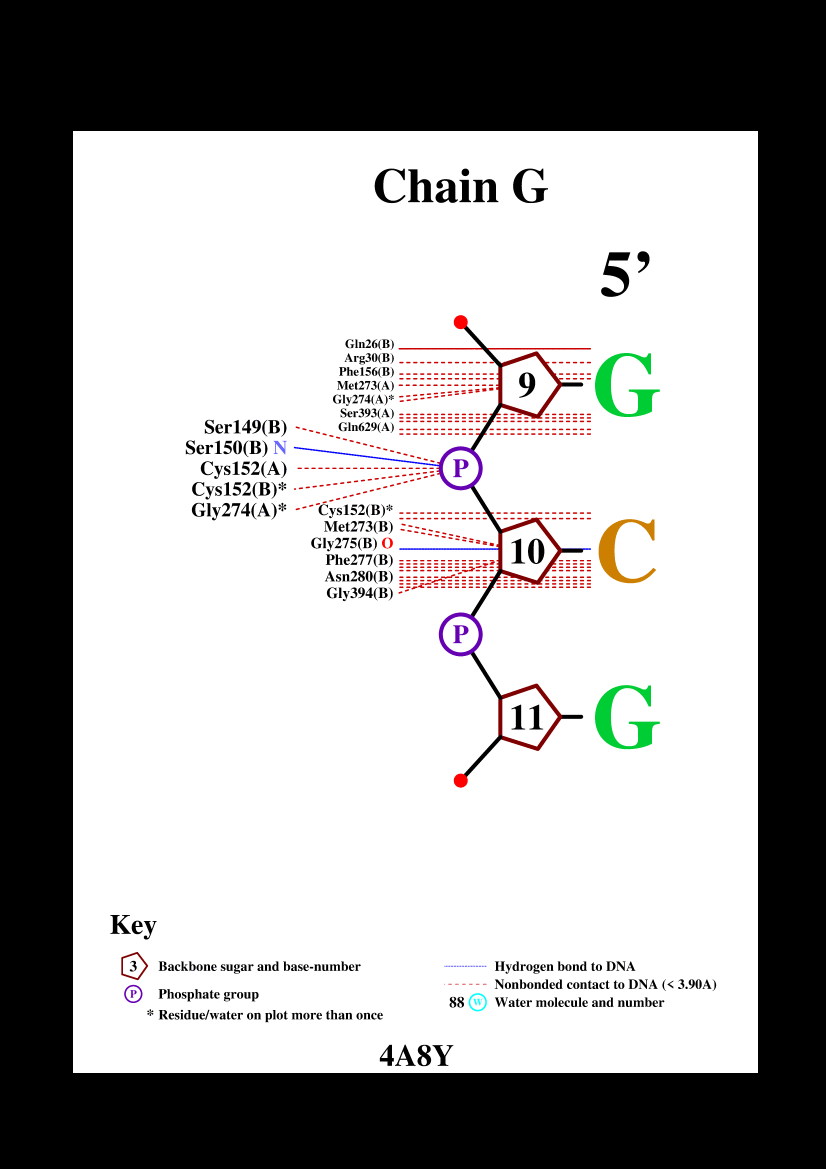 Chain G
5’
Gln26(B)
Arg30(B)
Phe156(B)
Met273(A)
Gly274(A)*
Ser393(A)
Gln629(A)
9
G
Ser149(B)
Ser150(B) N
Cys152(A)
Cys152(B)*
Gly274(A)*
P
Cys152(B)*
Met273(B)
Gly275(B) O
Phe277(B)
Asn280(B)
Gly394(B)
10
C
P
11
G
Key
3 Backbone sugar and base-number
P Phosphate group
* Residue/water on plot more than once
Hydrogen bond to DNA
Nonbonded contact to DNA (< 3.90A)
88 W Water molecule and number
4A8Y